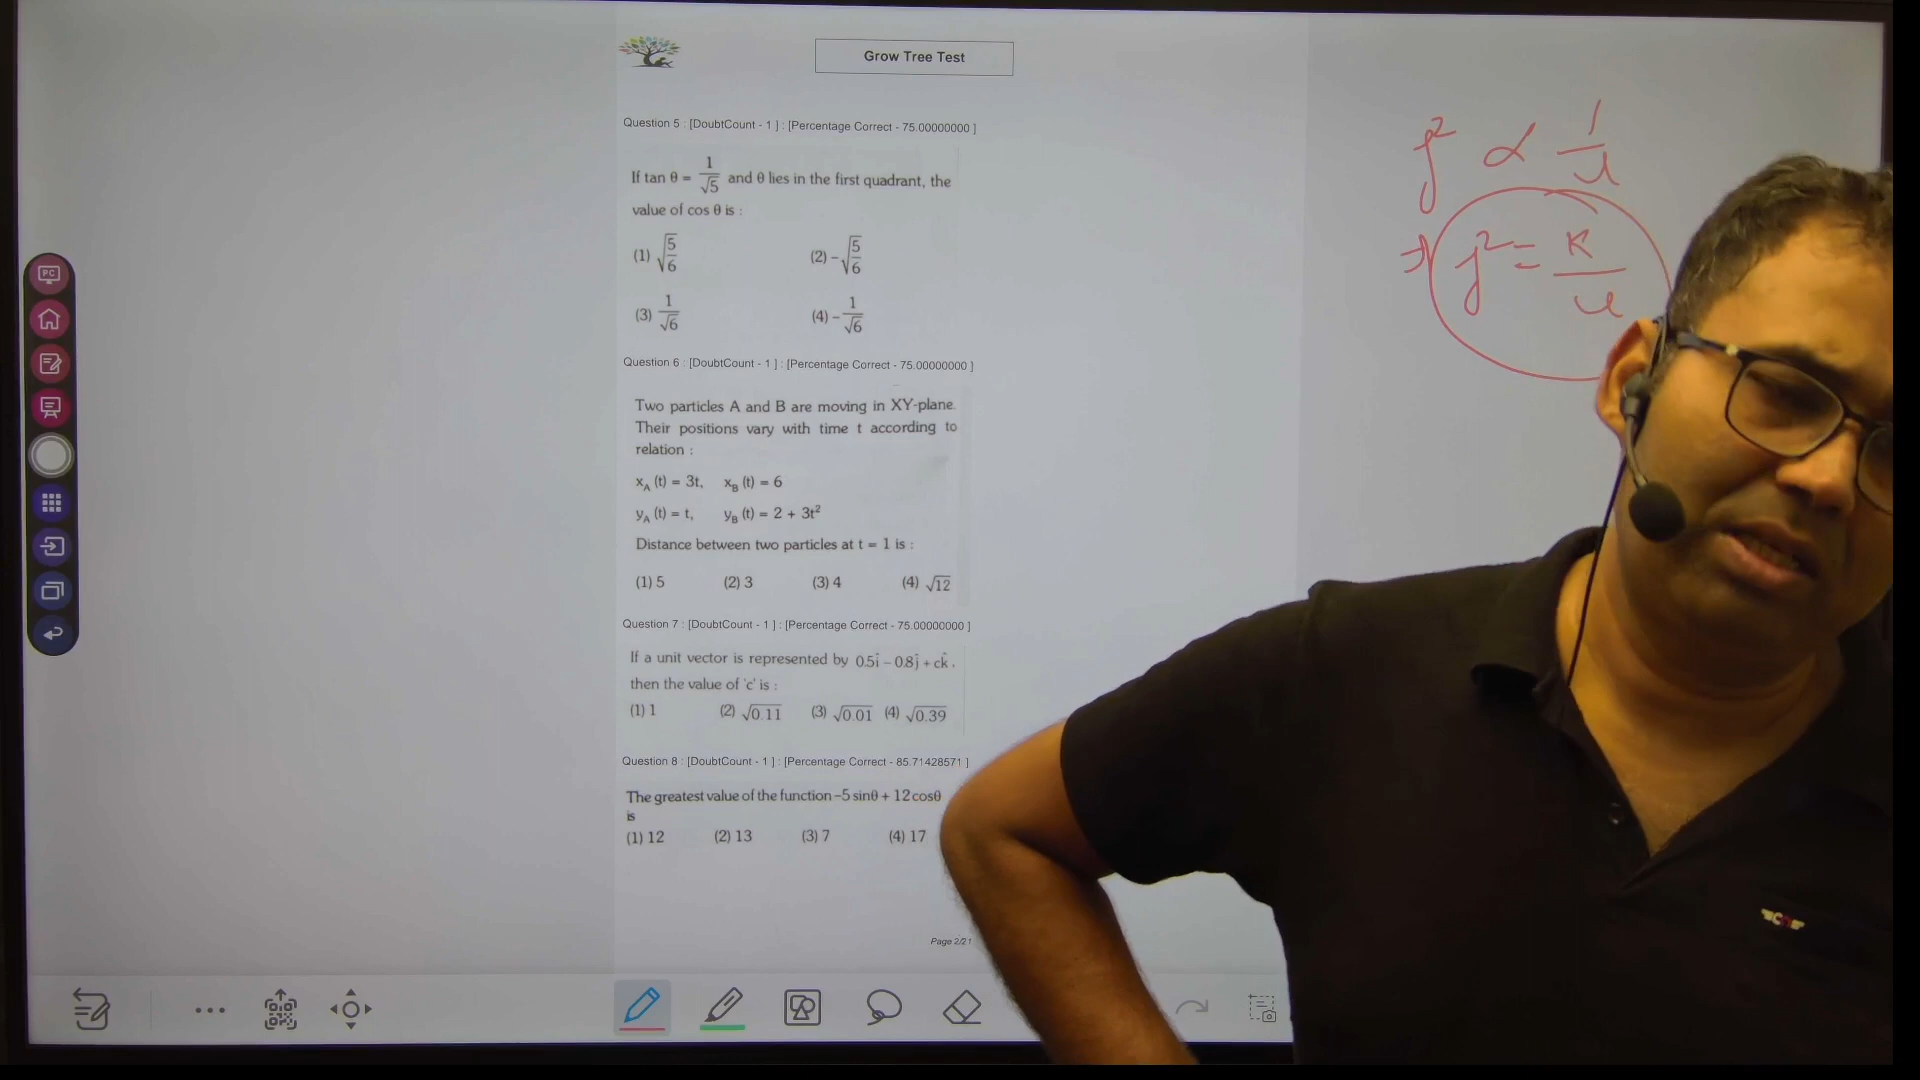 Grow Tree Test
Question 5 : [DoubtCount - 1 ] : [Percentage Correct - 75.00000000 ]
If tan θ = 1/√5 and θ lies in the first quadrant, the
value of cos θ is :
(1) √(5/6) (2) −√(5/6)
(3) 1/√6 (4) −1/√6
Question 6 : [DoubtCount - 1 ] : [Percentage Correct - 75.00000000 ]
Two particles A and B are moving in XY-plane.
Their positions vary with time t according to
relation :
x_A (t) = 3t, x_B (t) = 6
y_A (t) = t, y_B (t) = 2 + 3t²
Distance between two particles at t = 1 is :
(1) 5 (2) 3 (3) 4 (4) √12
Question 7 : [DoubtCount - 1 ] : [Percentage Correct - 75.00000000 ]
If a unit vector is represented by 0.5î − 0.8ĵ + ck̂ ,
then the value of 'c' is :
(1) 1 (2) √0.11 (3) √0.01 (4) √0.39
Question 8 : [DoubtCount - 1 ] : [Percentage Correct - 85.71428571 ]
The greatest value of the function −5 sinθ + 12 cosθ
is
(1) 12 (2) 13 (3) 7 (4) 17
Page 2/21
PC